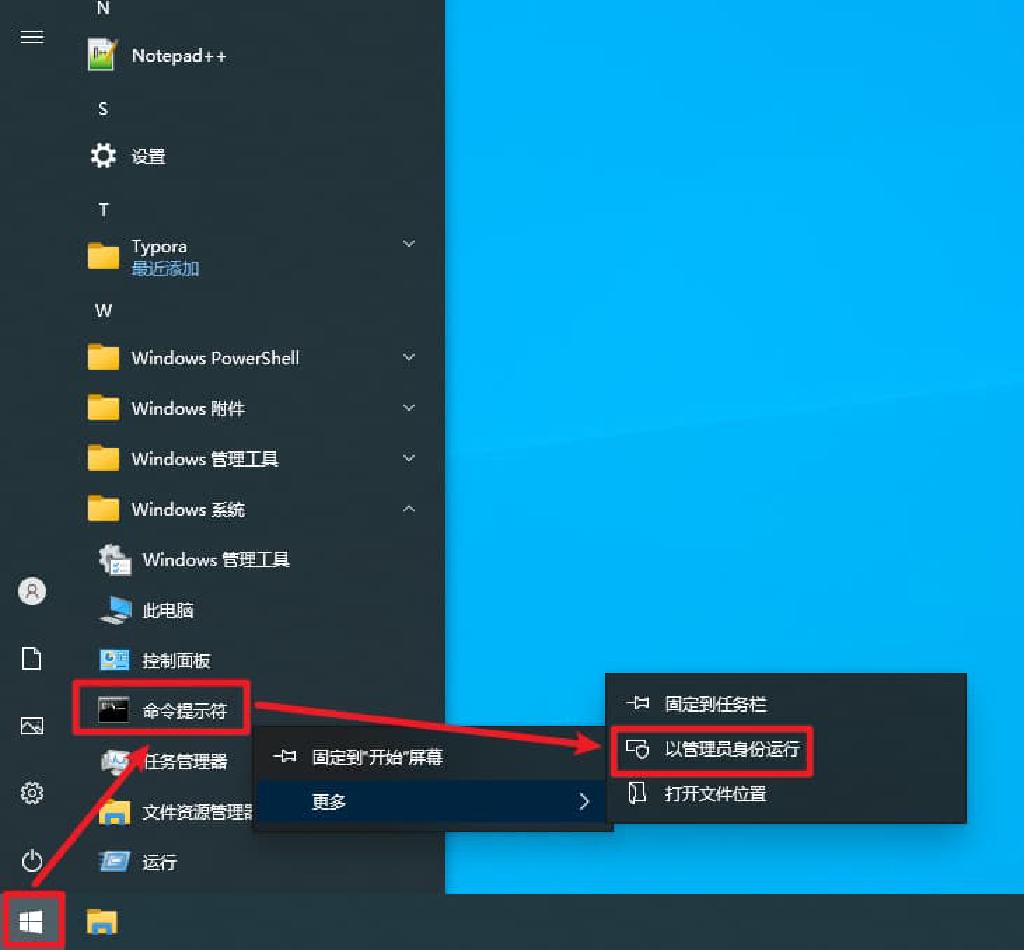 N
Notepad++
S
设置
T
Typora
最近添加
W
Windows PowerShell
Windows 附件
Windows 管理工具
Windows 系统
Windows 管理工具
此电脑
控制面板
命令提示符
任务管理器
文件资源管理器
运行
固定到"开始"屏幕
更多
固定到任务栏
以管理员身份运行
打开文件位置